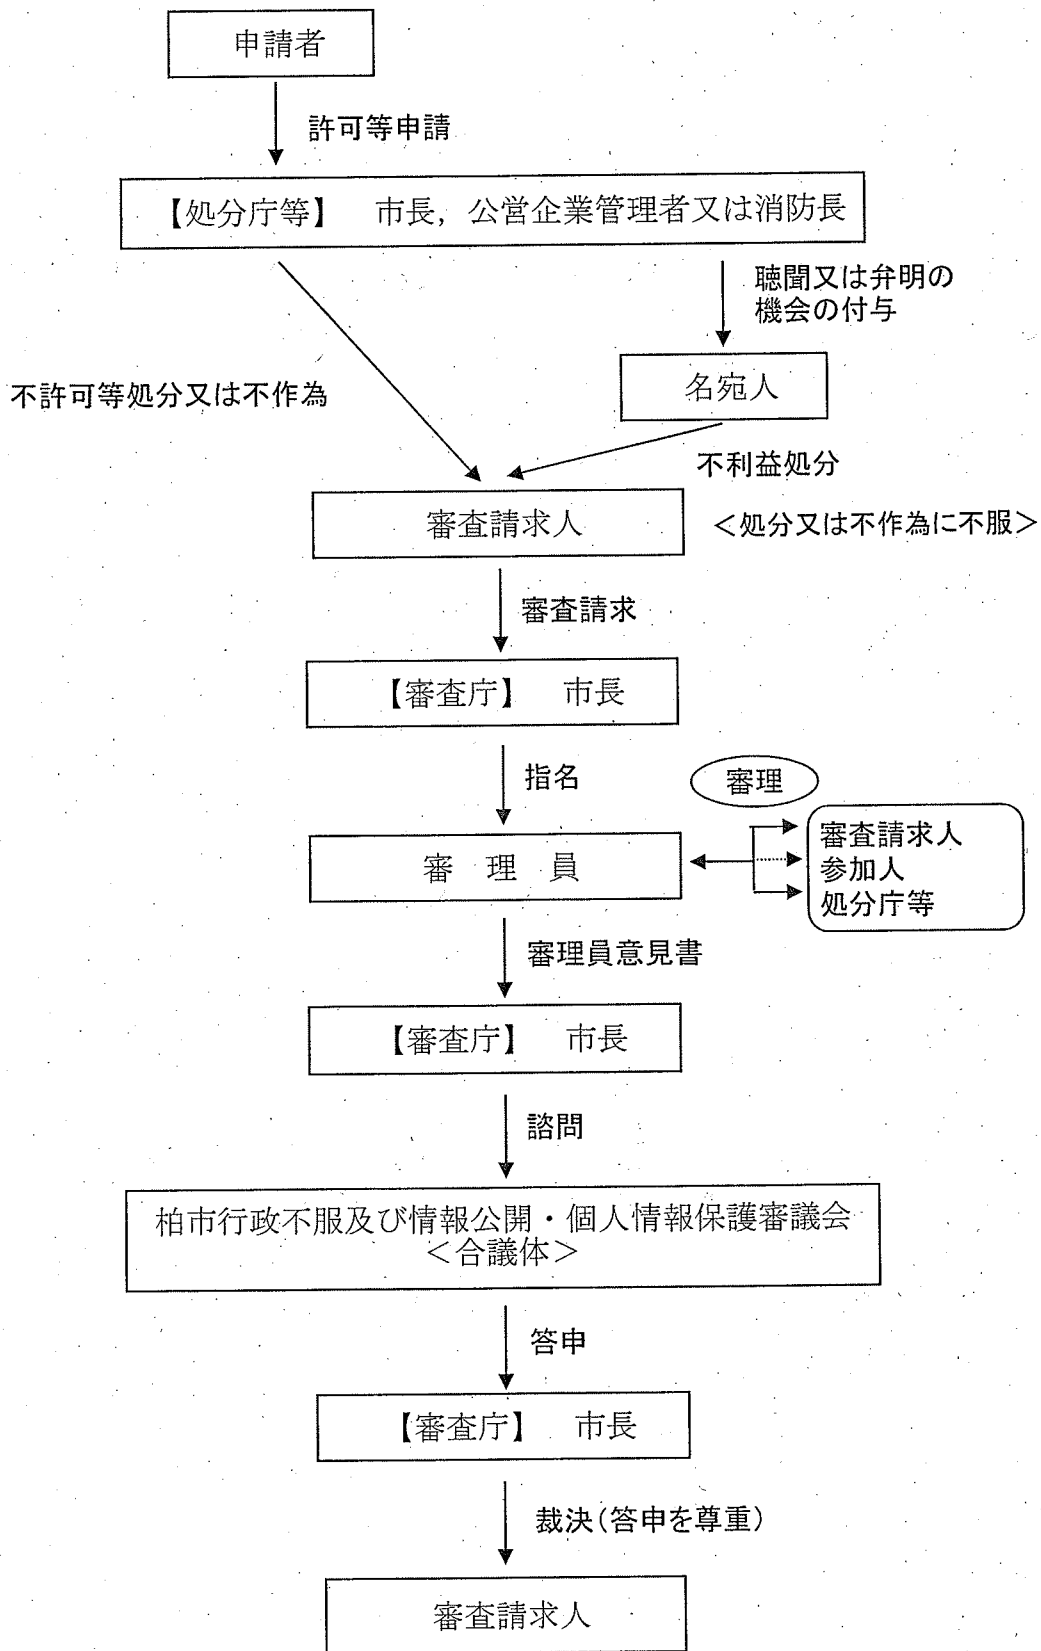 申請者
許可等申請
【処分庁等】　市長，公営企業管理者又は消防長
聴聞又は弁明の
機会の付与
名宛人
不許可等処分又は不作為
不利益処分
審査請求人
＜処分又は不作為に不服＞
審査請求
【審査庁】　市長
指名
審理
審　理　員
審査請求人
参加人
処分庁等
審理員意見書
【審査庁】　市長
諮問
柏市行政不服及び情報公開・個人情報保護審議会
＜合議体＞
答申
【審査庁】　市長
裁決（答申を尊重）
審査請求人